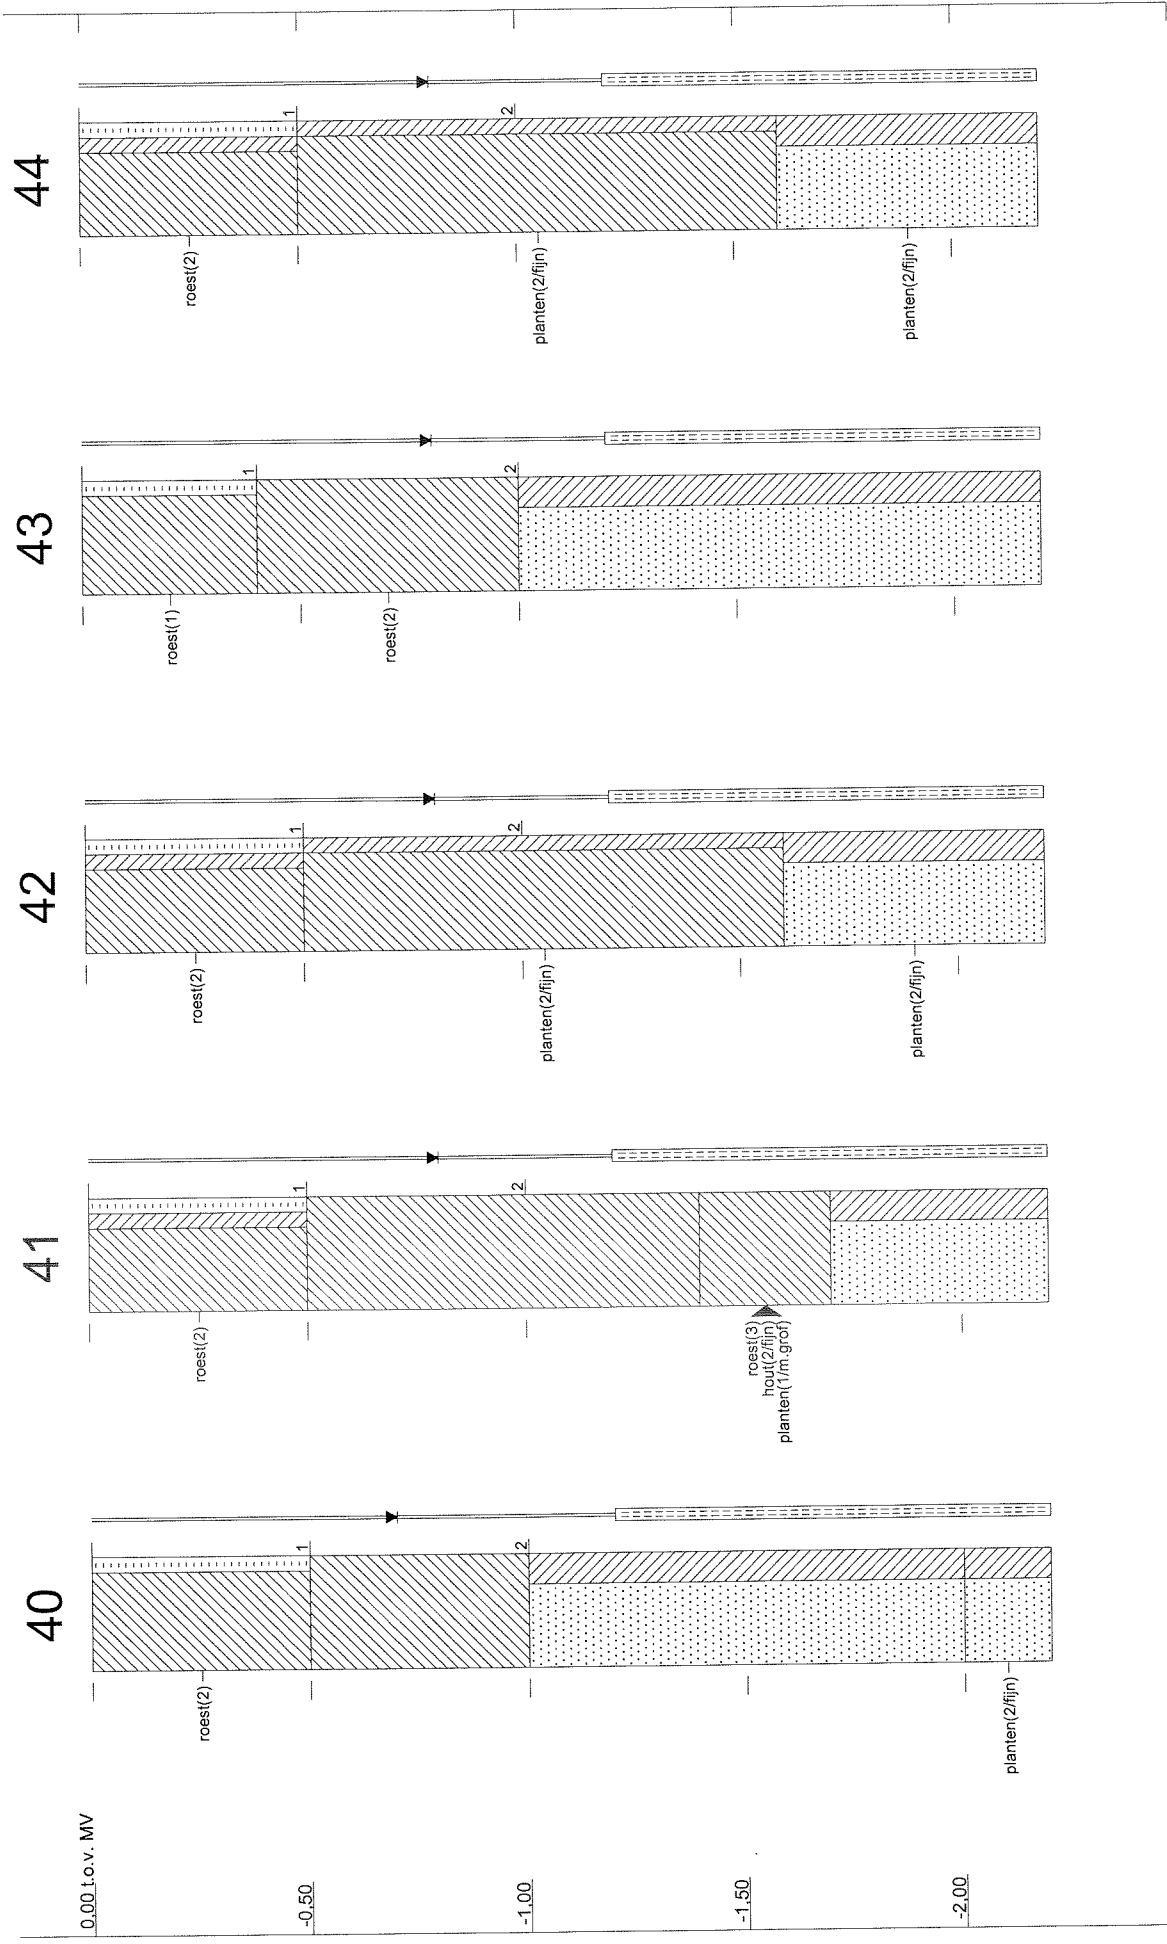 0,00 t.o.v. MV
-0,50
-1,00
-1,50
-2,00
40
1
2
roest(2)
planten(2/fijn)
41
1
2
roest(2)
roest(3)
hout(2/fijn)
planten(1/m.grof)
42
1
2
roest(2)
planten(2/fijn)
planten(2/fijn)
43
1
2
roest(1)
roest(2)
44
1
2
roest(2)
planten(2/fijn)
planten(2/fijn)